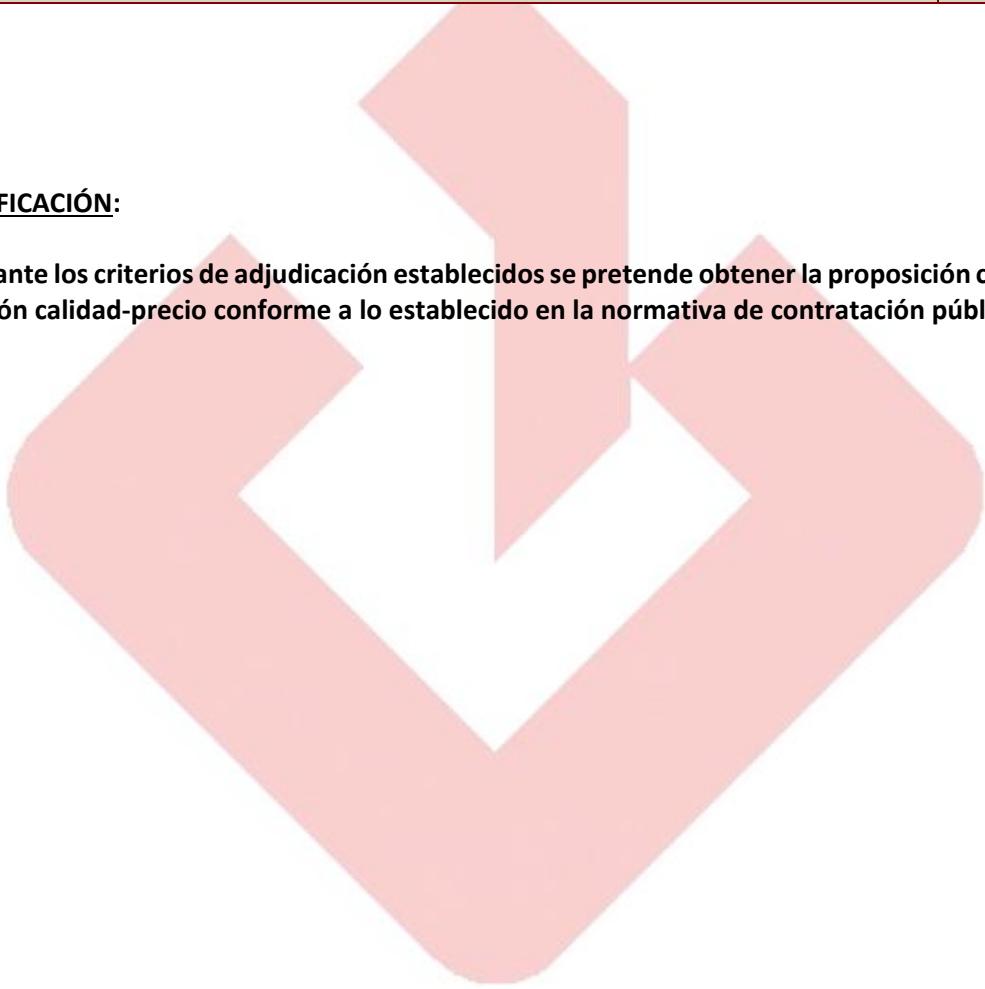 FICACIÓN:
ante los criterios de adjudicación establecidos se pretende obtener la proposición
ón calidad-precio conforme a lo establecido en la normativa de contratación públ